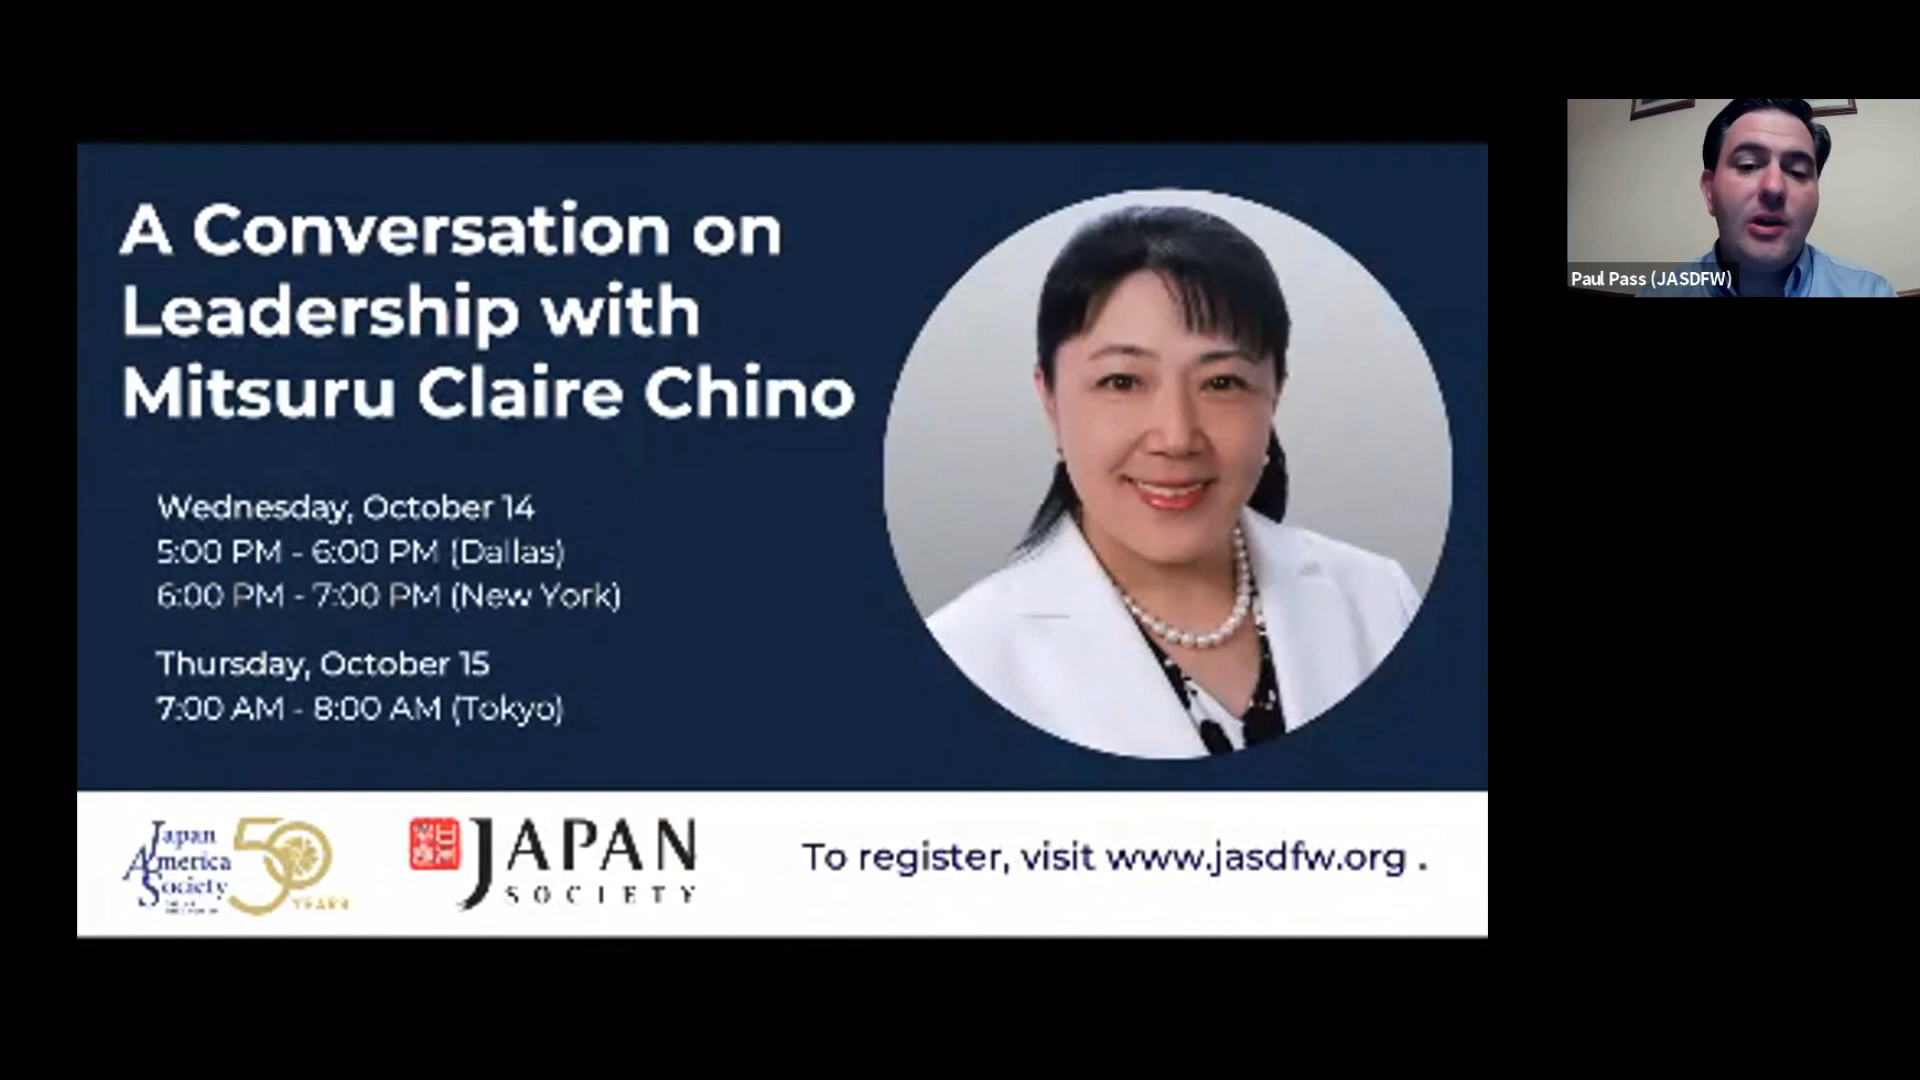 A Conversation on
Leadership with
Mitsuru Claire Chino
Wednesday, October 14
5:00 PM - 6:00 PM (Dallas)
6:00 PM - 7:00 PM (New York)
Thursday, October 15
7:00 AM - 8:00 AM (Tokyo)
Japan
America
Society
50
YEARS
JAPAN
SOCIETY
To register, visit www.jasdfw.org .
Paul Pass (JASDFW)